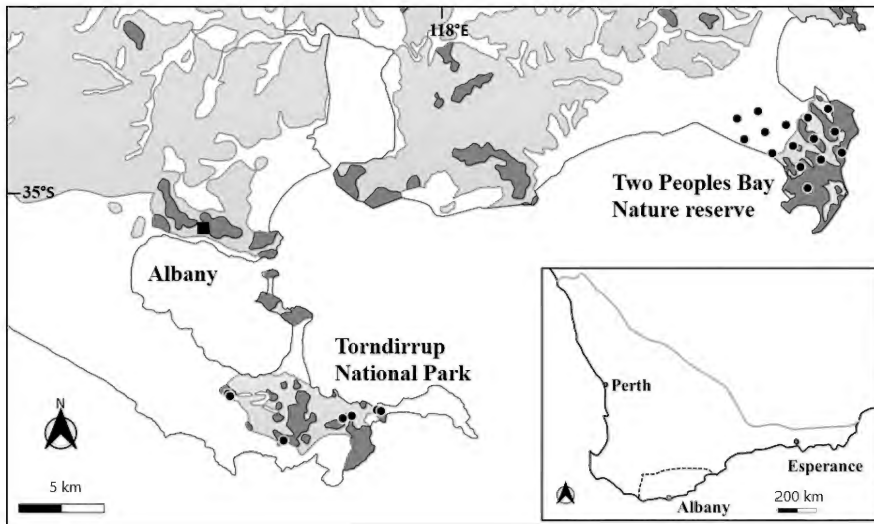 118°E
35°S
Two Peoples Bay
Nature reserve
Albany
Torndirrup
National Park
N
5 km
Perth
Esperance
Albany
200 km